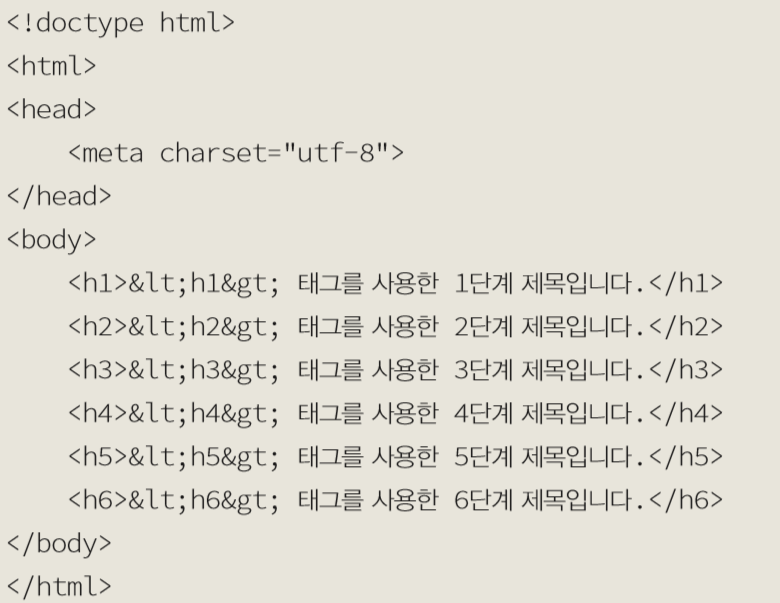 <!doctype html>
<html>
<head>
    <meta charset="utf-8">
</head>
<body>
    <h1>&lt;h1&gt; 태그를 사용한 1단계 제목입니다.</h1>
    <h2>&lt;h2&gt; 태그를 사용한 2단계 제목입니다.</h2>
    <h3>&lt;h3&gt; 태그를 사용한 3단계 제목입니다.</h3>
    <h4>&lt;h4&gt; 태그를 사용한 4단계 제목입니다.</h4>
    <h5>&lt;h5&gt; 태그를 사용한 5단계 제목입니다.</h5>
    <h6>&lt;h6&gt; 태그를 사용한 6단계 제목입니다.</h6>
</body>
</html>